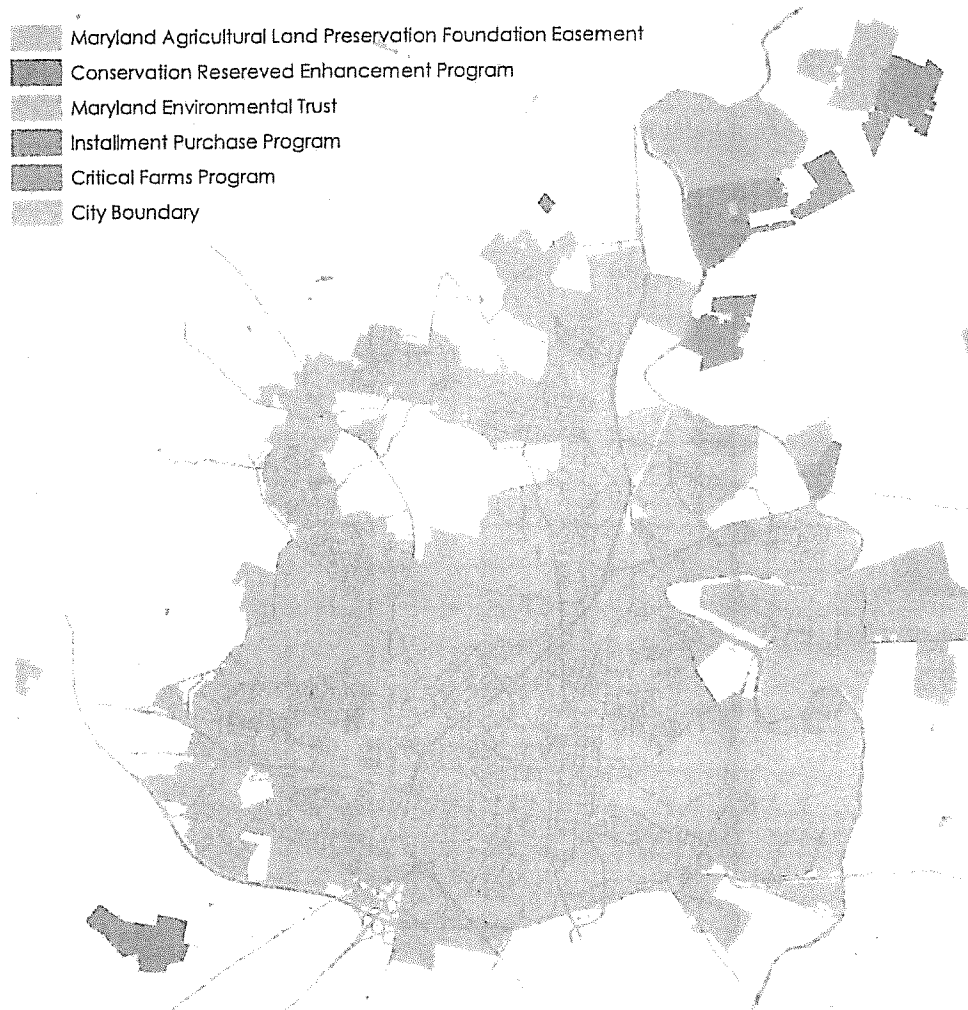 Maryland Agricultural Land Preservation Foundation Easement
Conservation Resereved Enhancement Program
Maryland Environmental Trust
Installment Purchase Program
Critical Farms Program
City Boundary